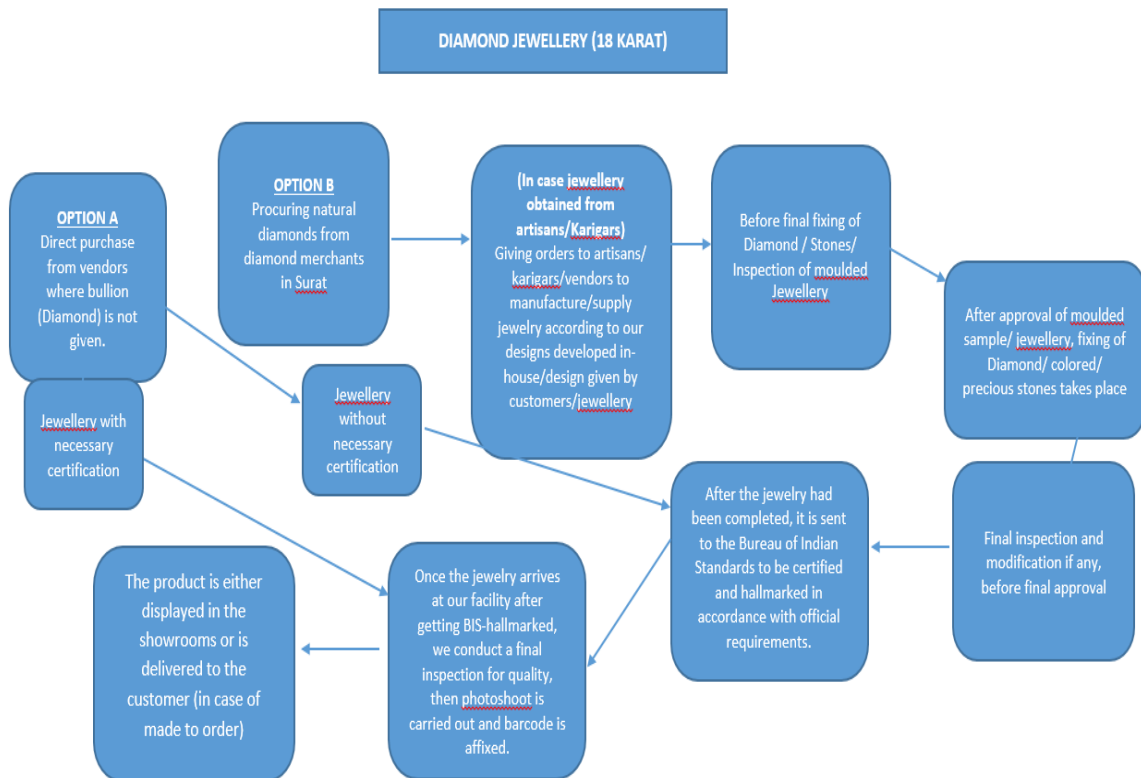 DIAMOND JEWELLERY (18 KARAT)
OPTION A
Direct purchase
from vendors
where bullion
(Diamond) is not
given.
Jewellery with
necessary
certification
Jewellery
without
necessary
certification
OPTION B
Procuring natural
diamonds from
diamond merchants
in Surat
(In case jewellery
obtained from
artisans/Karigars)
Giving orders to artisans/
karigars/vendors to
manufacture/supply
jewelry according to our
designs developed in-
house/design given by
customers/jewellery
Before final fixing of
Diamond / Stones/
Inspection of moulded
Jewellery
After approval of moulded
sample/ jewellery, fixing of
Diamond/ colored/
precious stones takes place
Final inspection and
modification if any,
before final approval
After the jewelry had
been completed, it is sent
to the Bureau of Indian
Standards to be certified
and hallmarked in
accordance with official
requirements.
Once the jewelry arrives
at our facility after
getting BIS-hallmarked,
we conduct a final
inspection for quality,
then photoshoot is
carried out and barcode is
affixed.
The product is either
displayed in the
showrooms or is
delivered to the
customer (in case of
made to order)